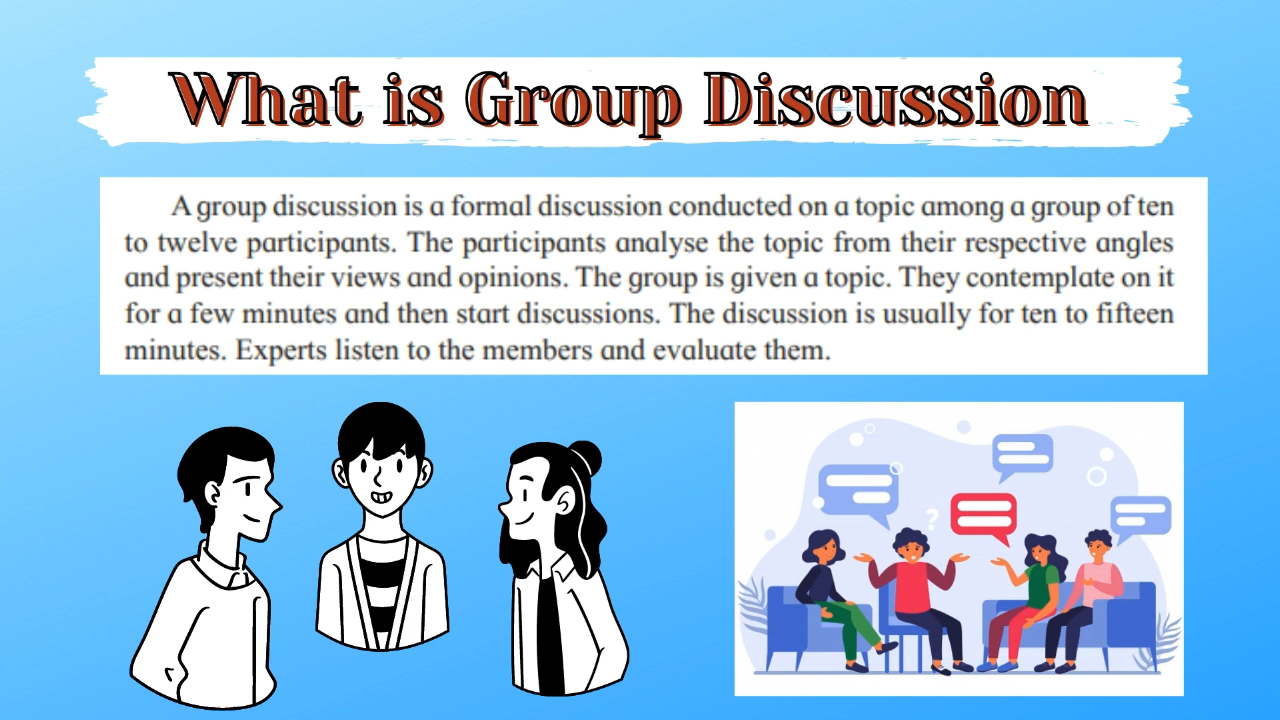 What is Group Discussion
A group discussion is a formal discussion conducted on a topic among a group of ten
to twelve participants. The participants analyse the topic from their respective angles
and present their views and opinions. The group is given a topic. They contemplate on it
for a few minutes and then start discussions. The discussion is usually for ten to fifteen
minutes. Experts listen to the members and evaluate them.
?